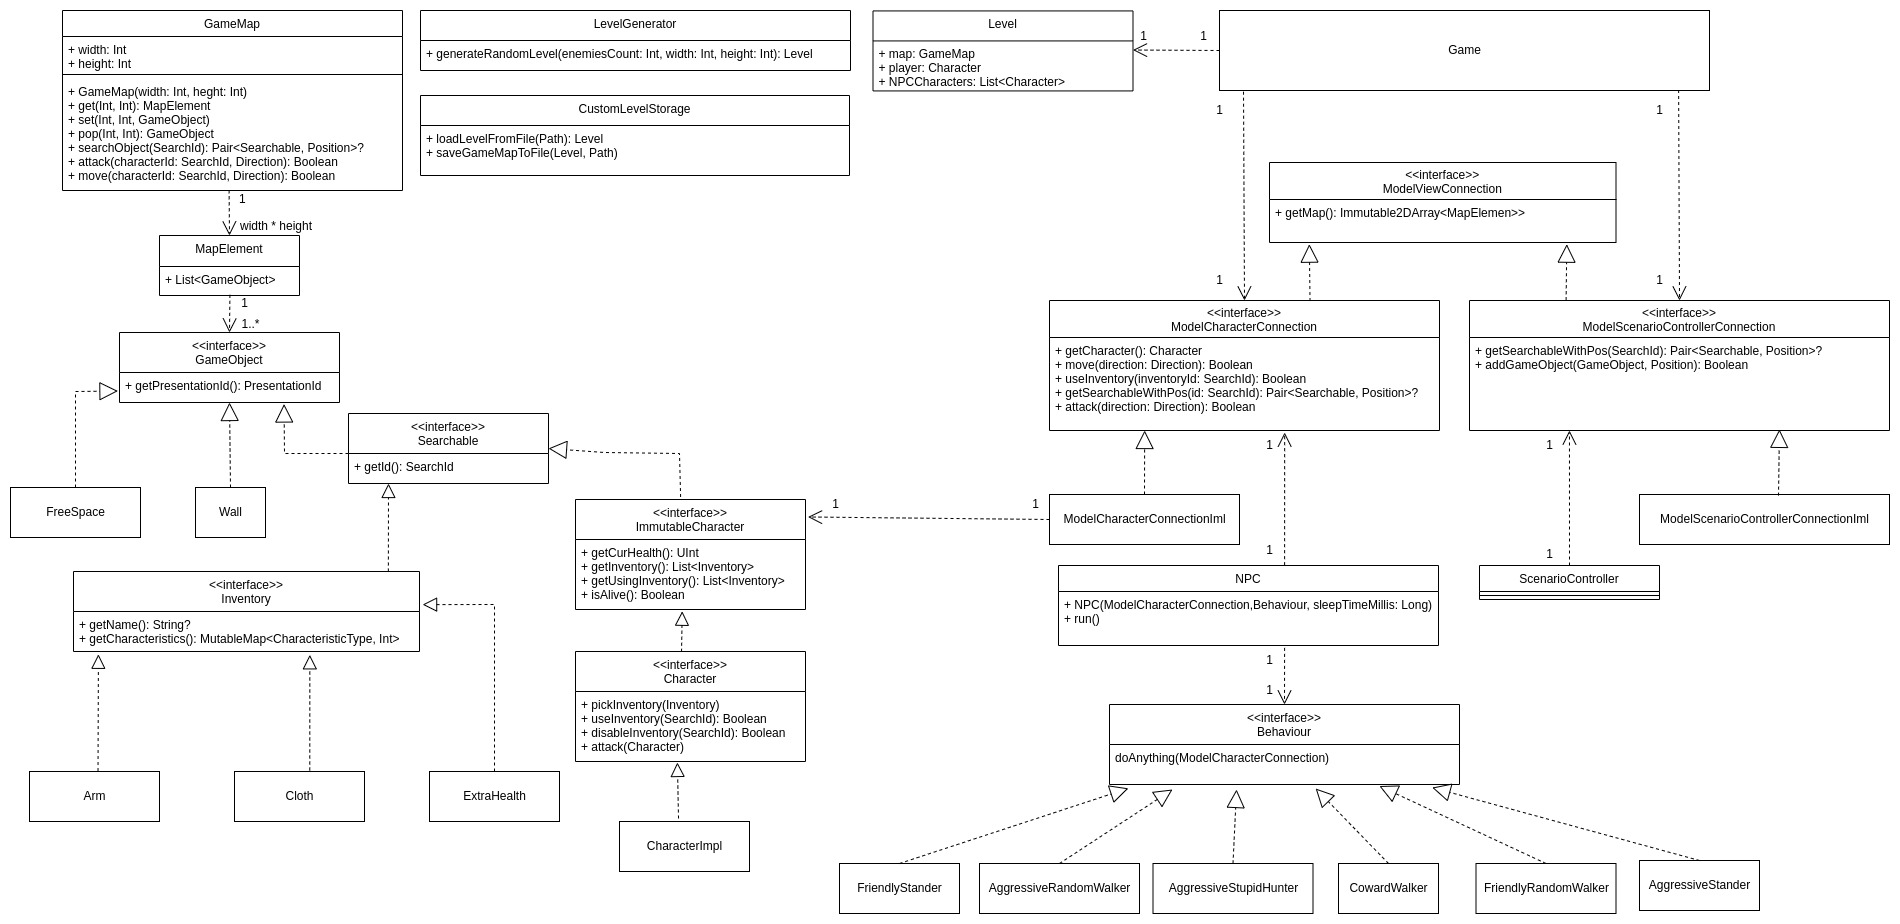 GameMap
+ width: Int
+ height: Int
+ GameMap(width: Int, heght: Int)
+ get(Int, Int): MapElement
+ set(Int, Int, GameObject)
+ pop(Int, Int): GameObject
+ searchObject(SearchId): Pair<Searchable, Position>?
+ attack(characterId: SearchId, Direction): Boolean
+ move(characterId: SearchId, Direction): Boolean
1
width * height
MapElement
+ List<GameObject>
1
1..*
<<interface>>
GameObject
+ getPresentationId(): PresentationId
FreeSpace
Wall
<<interface>>
Searchable
+ getId(): SearchId
<<interface>>
Inventory
+ getName(): String?
+ getCharacteristics(): MutableMap<CharacteristicType, Int>
Arm
Cloth
ExtraHealth
LevelGenerator
+ generateRandomLevel(enemiesCount: Int, width: Int, height: Int): Level
CustomLevelStorage
+ loadLevelFromFile(Path): Level
+ saveGameMapToFile(Level, Path)
<<interface>>
ImmutableCharacter
+ getCurHealth(): UInt
+ getInventory(): List<Inventory>
+ getUsingInventory(): List<Inventory>
+ isAlive(): Boolean
<<interface>>
Character
+ pickInventory(Inventory)
+ useInventory(SearchId): Boolean
+ disableInventory(SearchId): Boolean
+ attack(Character)
CharacterImpl
Level
+ map: GameMap
+ player: Character
+ NPCCharacters: List<Character>
1
1
Game
1
1
<<interface>>
ModelViewConnection
+ getMap(): Immutable2DArray<MapElemen>>
1
1
<<interface>>
ModelCharacterConnection
+ getCharacter(): Character
+ move(direction: Direction): Boolean
+ useInventory(inventoryId: SearchId): Boolean
+ getSearchableWithPos(id: SearchId): Pair<Searchable, Position>?
+ attack(direction: Direction): Boolean
<<interface>>
ModelScenarioControllerConnection
+ getSearchableWithPos(SearchId): Pair<Searchable, Position>?
+ addGameObject(GameObject, Position): Boolean
1
1
1
1
ModelCharacterConnectionIml
ModelScenarioControllerConnectionIml
1
1
ScenarioController
NPC
+ NPC(ModelCharacterConnection,Behaviour, sleepTimeMillis: Long)
+ run()
1
1
<<interface>>
Behaviour
doAnything(ModelCharacterConnection)
FriendlyStander
AggressiveRandomWalker
AggressiveStupidHunter
CowardWalker
FriendlyRandomWalker
AggressiveStander